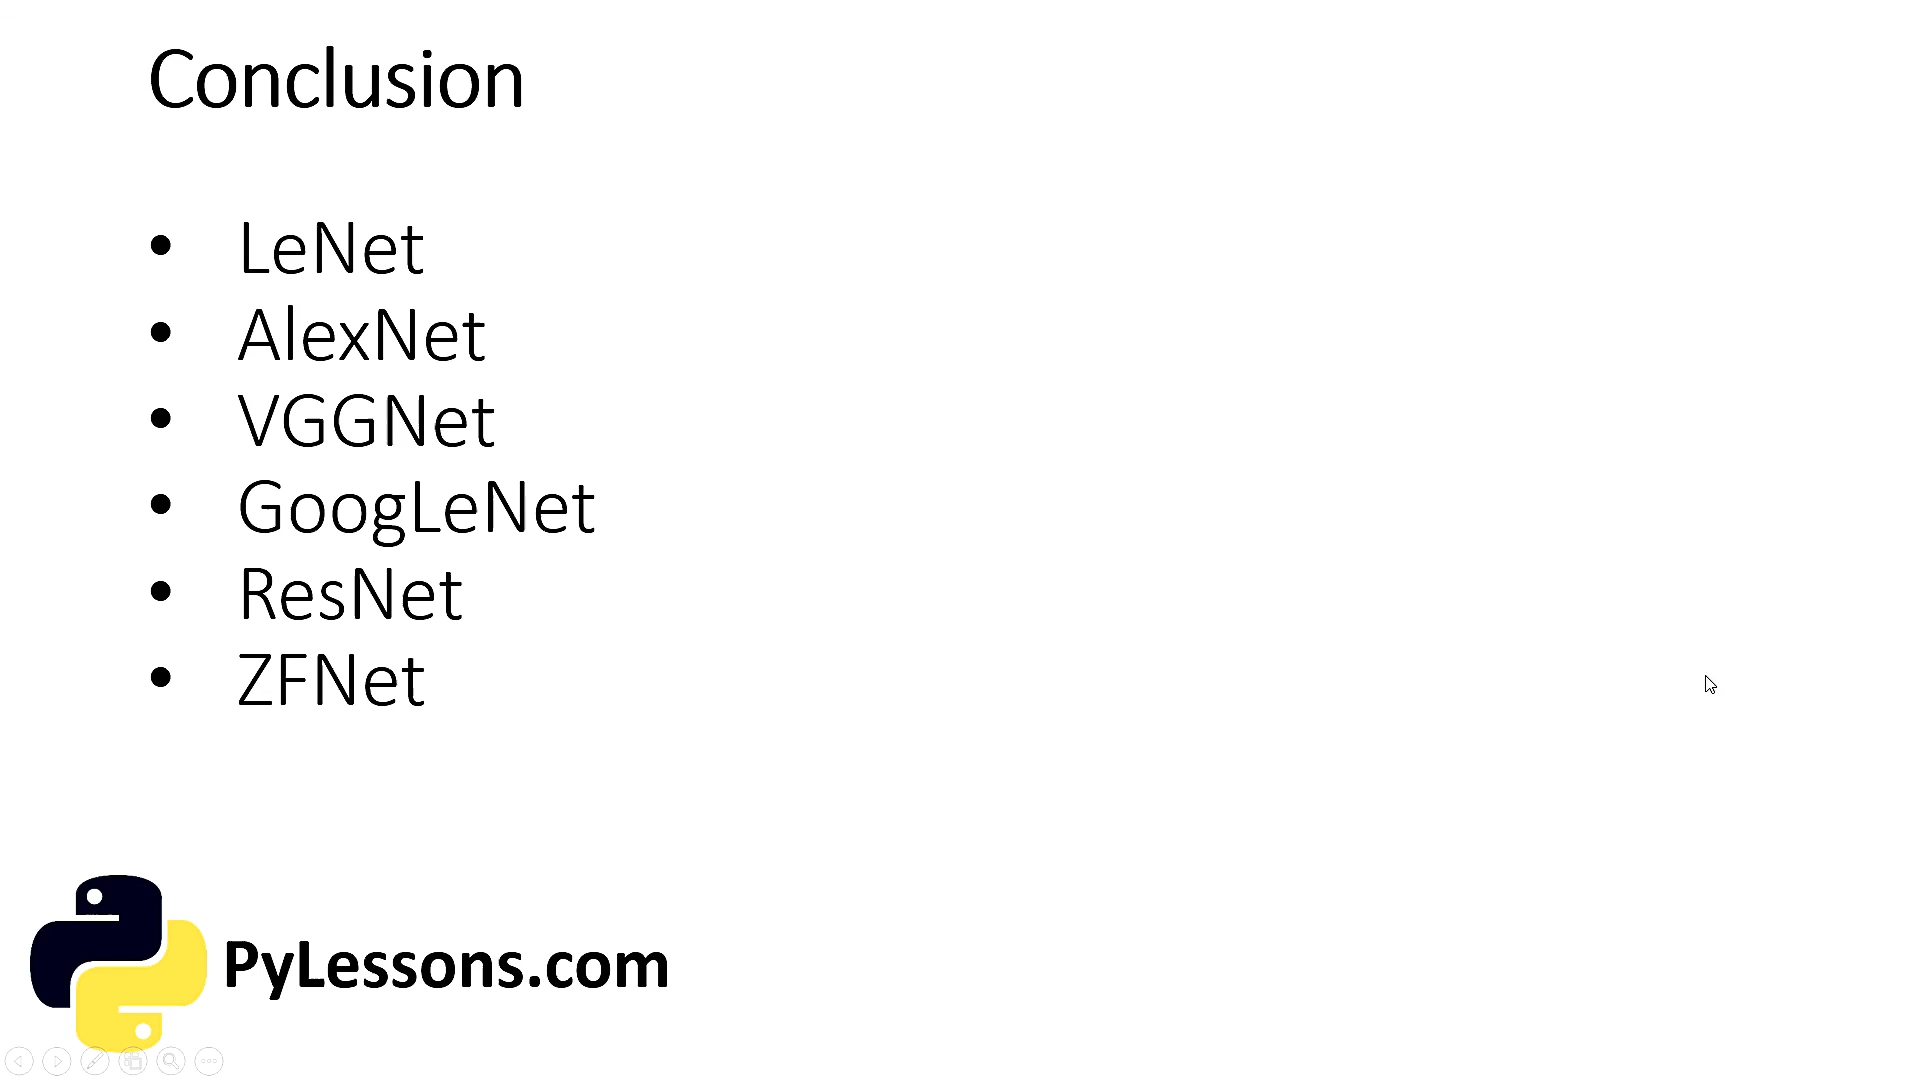 Conclusion
• LeNet
• AlexNet
• VGGNet
• GoogLeNet
• ResNet
• ZFNet
PyLessons.com